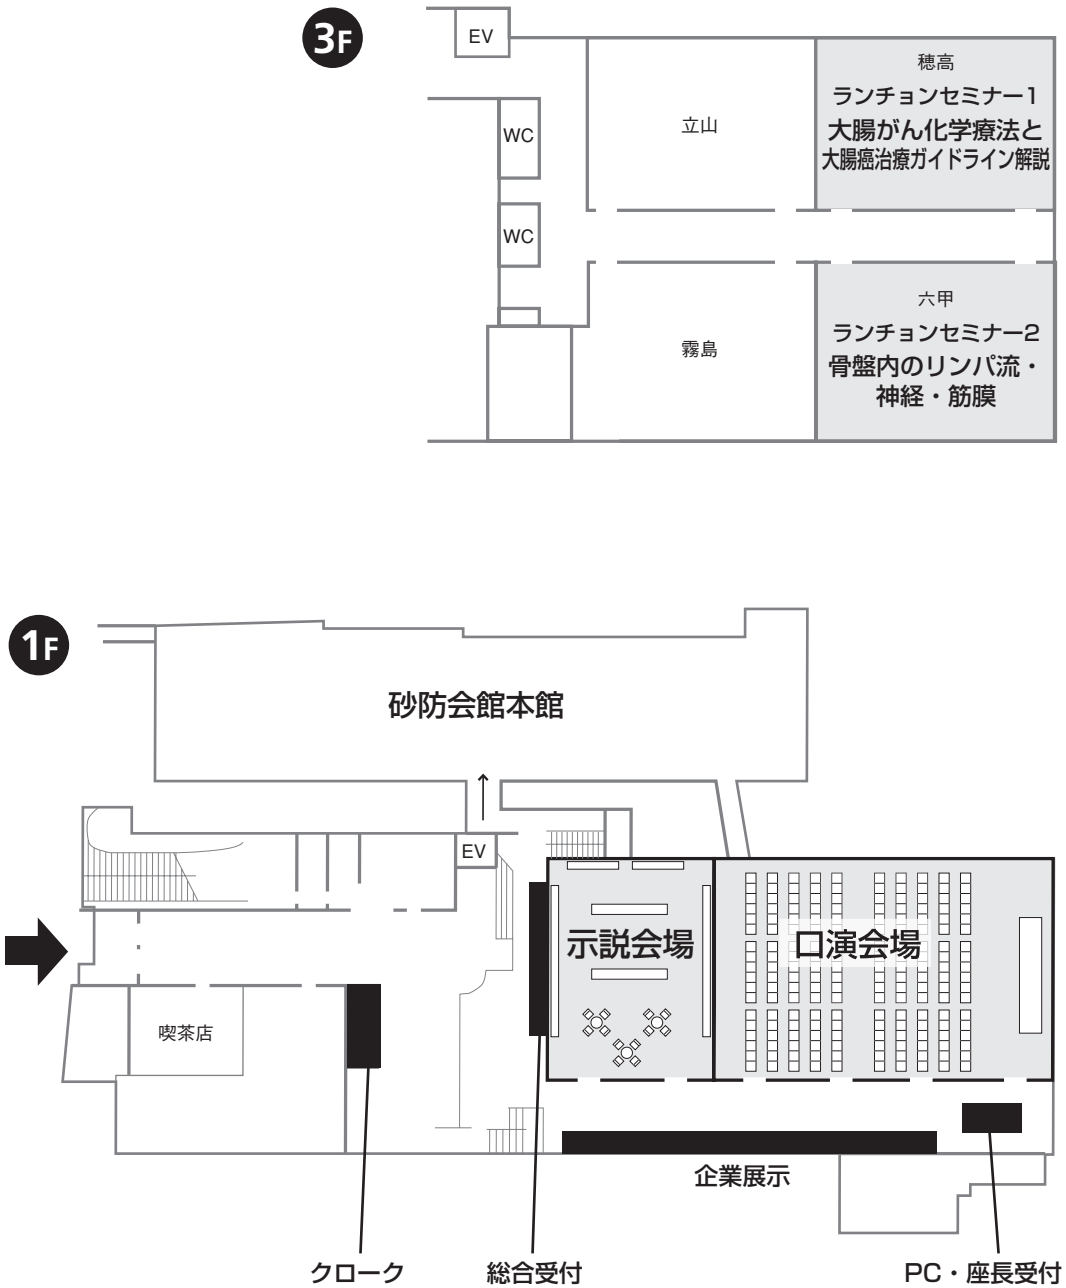 3F
EV
穂高
ランチョンセミナー1
大腸がん化学療法と
大腸癌治療ガイドライン解説
立山
WC
WC
六甲
ランチョンセミナー2
骨盤内のリンパ流・
神経・筋膜
霧島
1F
砂防会館本館
EV
示説会場
口演会場
喫茶店
企業展示
クローク
総合受付
PC・座長受付